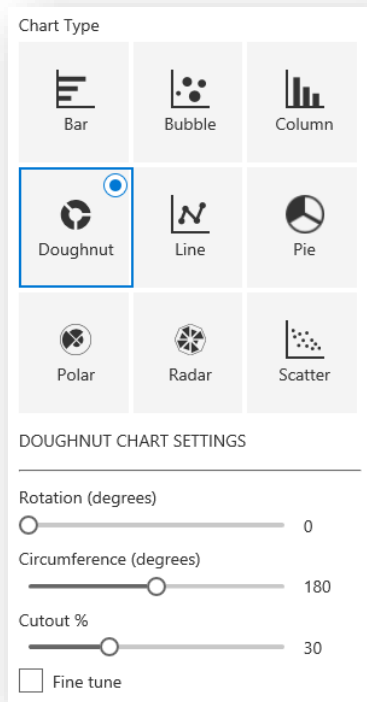 Chart Type
Bar Bubble Column
Doughnut Line Pie
Polar Radar Scatter
DOUGHNUT CHART SETTINGS
Rotation (degrees)
0
Circumference (degrees)
180
Cutout %
30
Fine tune